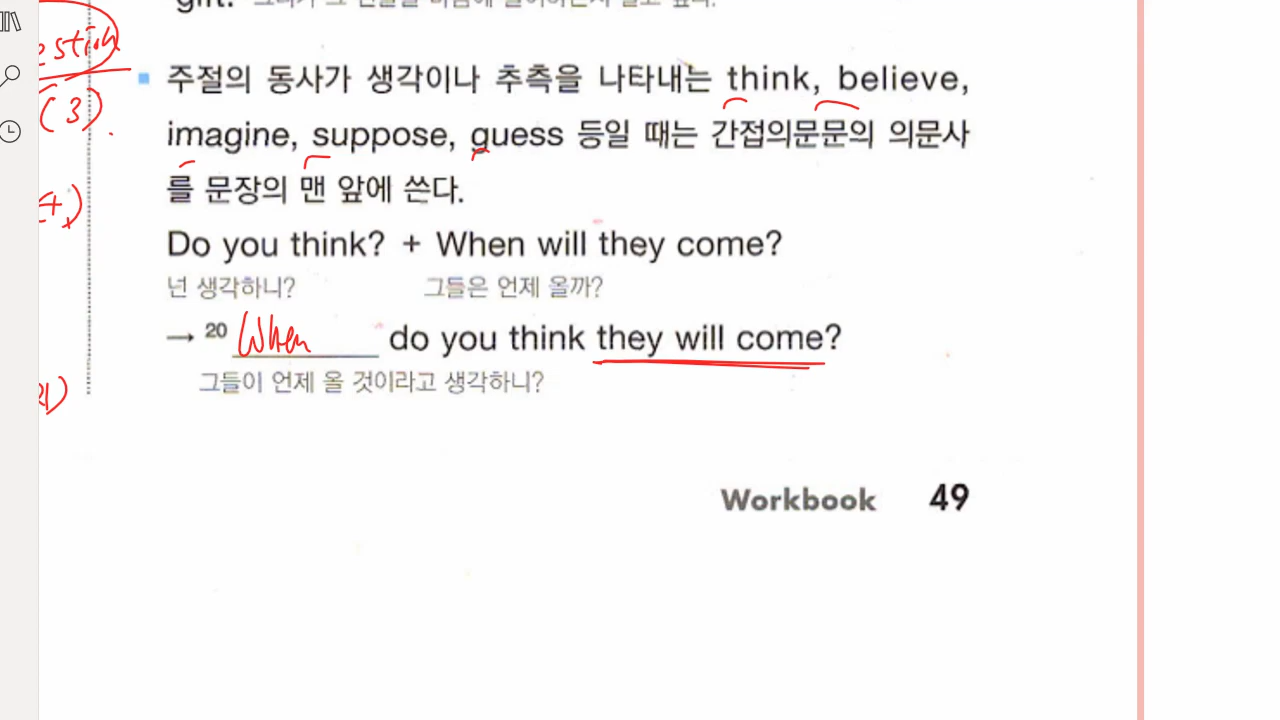 estion
(3).
주절의 동사가 생각이나 추측을 나타내는 think, believe,
imagine, suppose, guess 등일 때는 간접의문문의 의문사
를 문장의 맨 앞에 쓴다.
Do you think? + When will they come?
넌 생각하니? 그들은 언제 올까?
→ 20 When do you think they will come?
그들이 언제 올 것이라고 생각하니?
Workbook 49